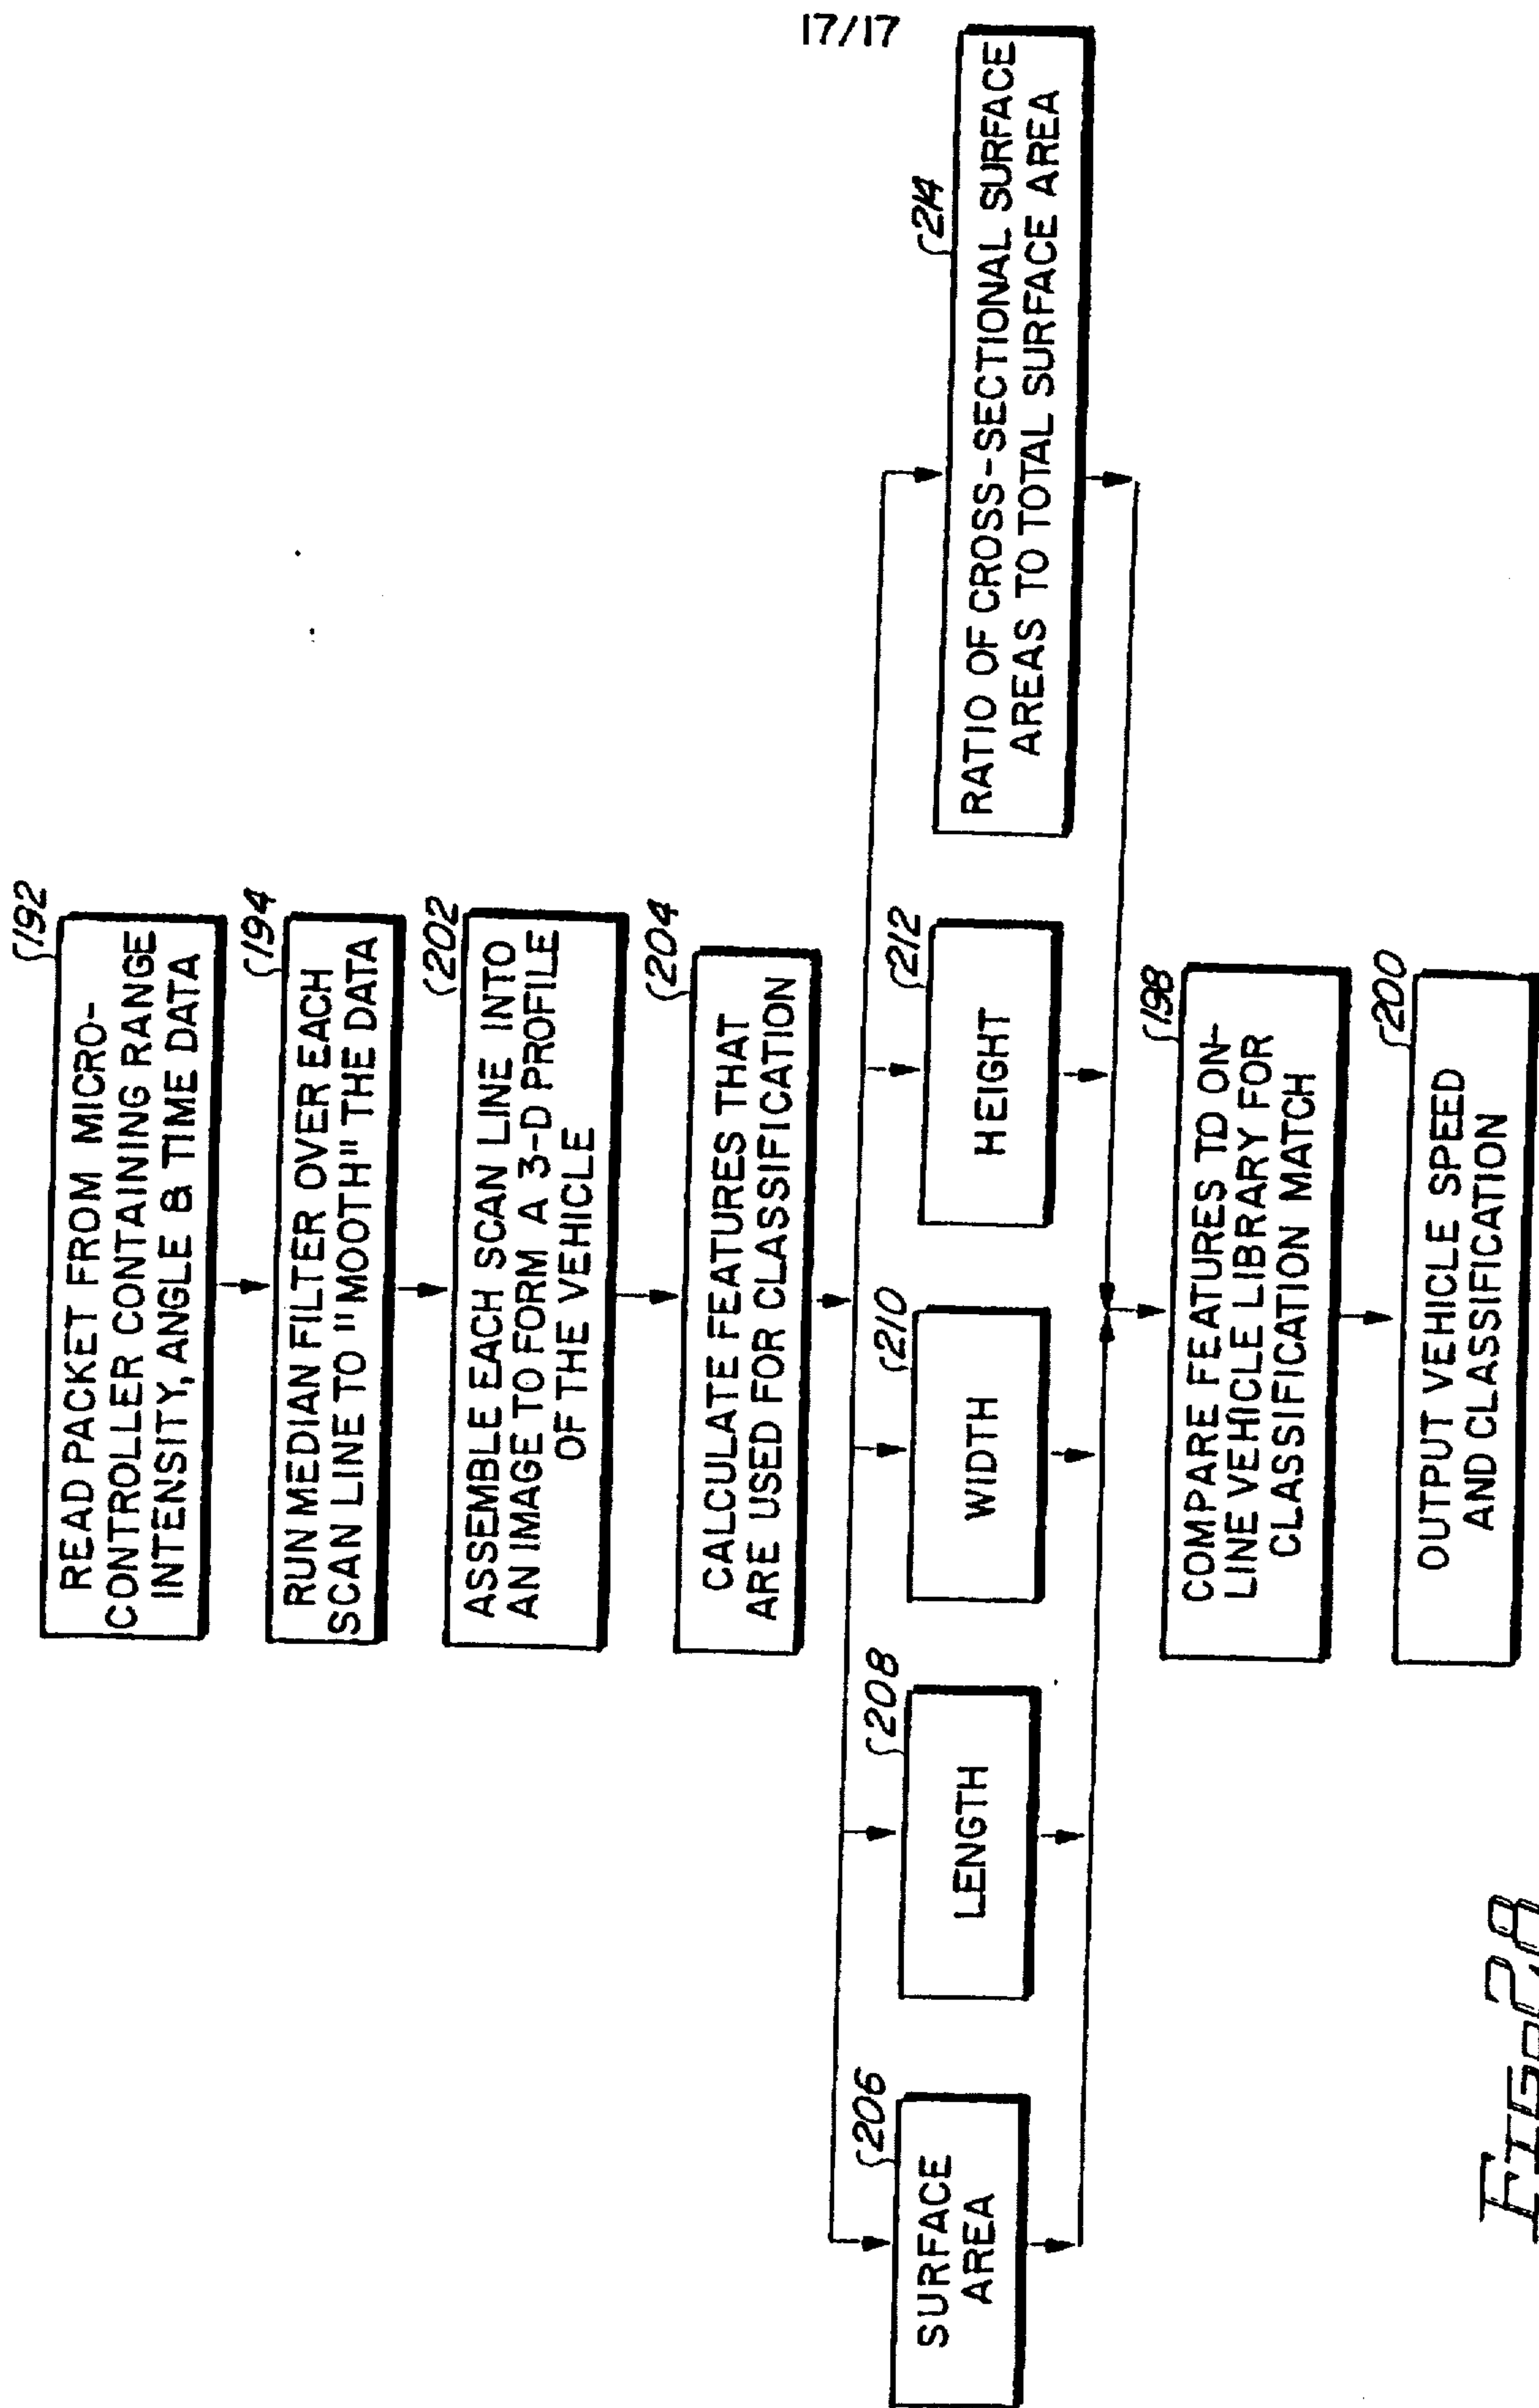 17/17
192
READ PACKET FROM MICRO-
CONTROLLER CONTAINING RANGE
INTENSITY, ANGLE & TIME DATA
194
RUN MEDIAN FILTER OVER EACH
SCAN LINE TO "MOOTH" THE DATA
202
ASSEMBLE EACH SCAN LINE INTO
AN IMAGE TO FORM A 3-D PROFILE
OF THE VEHICLE
204
CALCULATE FEATURES THAT
ARE USED FOR CLASSIFICATION
206
SURFACE
AREA
208
LENGTH
210
WIDTH
212
HEIGHT
214
RATIO OF CROSS-SECTIONAL SURFACE
AREAS TO TOTAL SURFACE AREA
198
COMPARE FEATURES TO ON-
LINE VEHICLE LIBRARY FOR
CLASSIFICATION MATCH
200
OUTPUT VEHICLE SPEED
AND CLASSIFICATION
FIG. 28